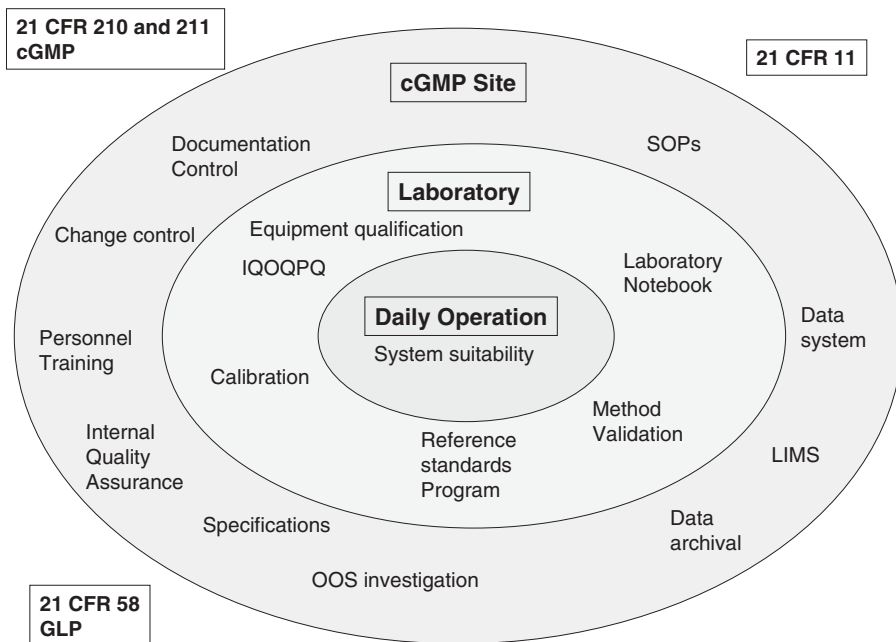 21 CFR 210 and 211
cGMP
21 CFR 11
cGMP Site
Documentation
Control
SOPs
Laboratory
Change control
Equipment qualification
IQOQPQ
Laboratory
Notebook
Daily Operation
System suitability
Data
system
Personnel
Training
Calibration
Method
Validation
Internal
Quality
Assurance
Reference
standards
Program
LIMS
Specifications
Data
archival
OOS investigation
21 CFR 58
GLP